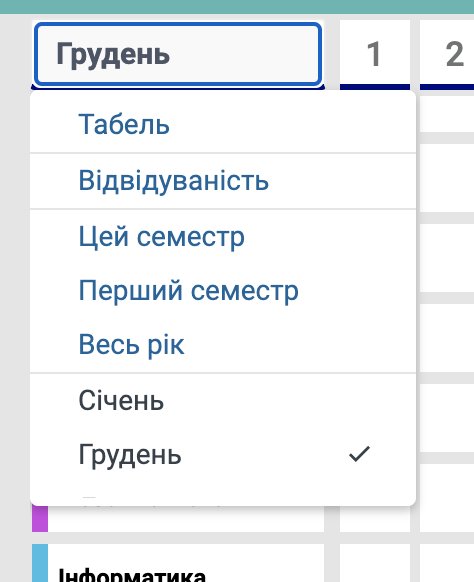 Грудень 1 2
Табель
Відвідуваність
Цей семестр
Перший семестр
Весь рік
Січень
Грудень
Інформатика